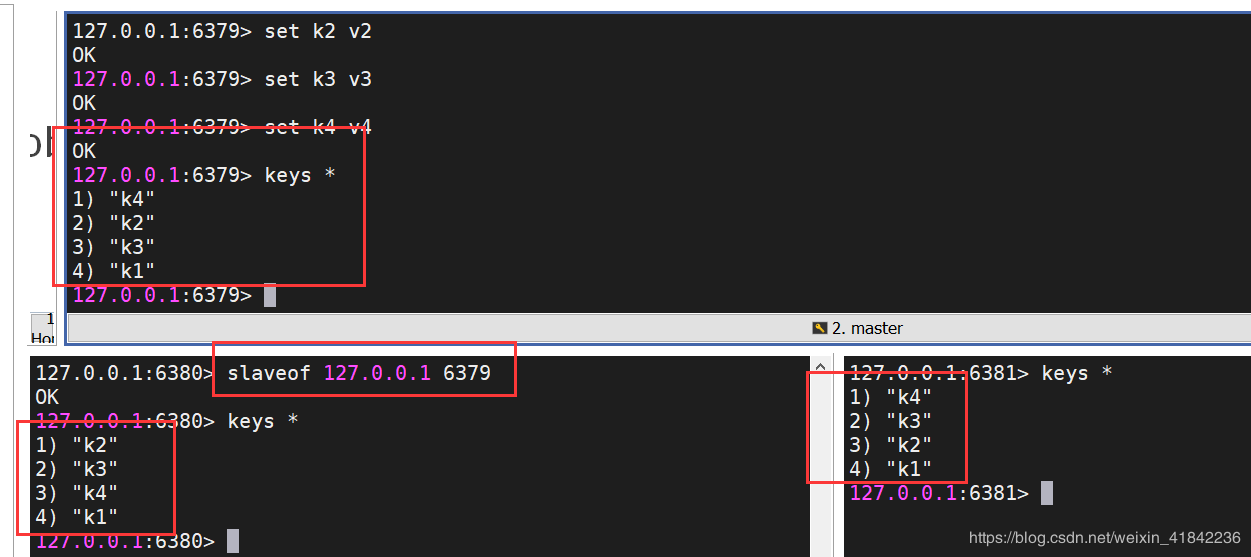 127.0.0.1:6379> set k2 v2
OK
127.0.0.1:6379> set k3 v3
OK
127.0.0.1:6379> set k4 v4
OK
127.0.0.1:6379> keys *
1) "k4"
2) "k2"
3) "k3"
4) "k1"
127.0.0.1:6379>
2. master
127.0.0.1:6380> slaveof 127.0.0.1 6379
OK
127.0.0.1:6380> keys *
1) "k2"
2) "k3"
3) "k4"
4) "k1"
127.0.0.1:6380>
127.0.0.1:6381> keys *
1) "k4"
2) "k3"
3) "k2"
4) "k1"
127.0.0.1:6381>
https://blog.csdn.net/weixin_41842236